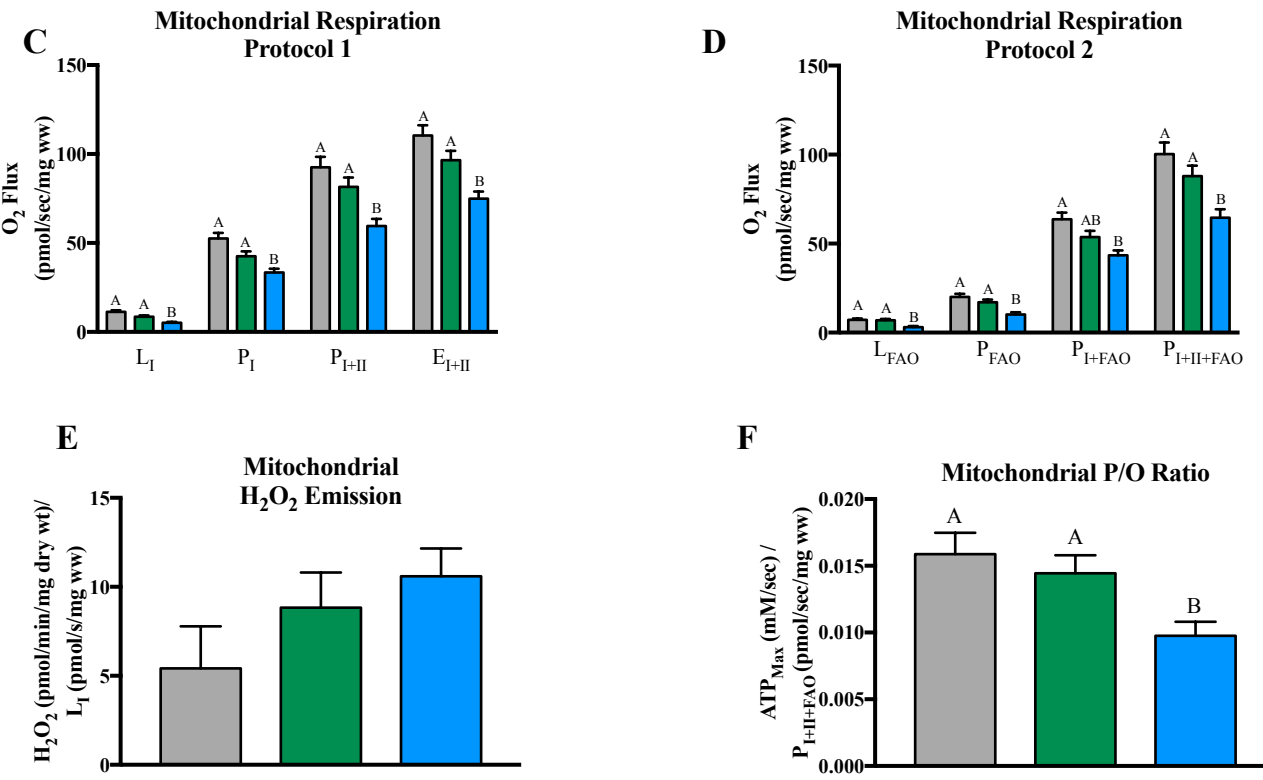 C
Mitochondrial Respiration
Protocol 1
O2 Flux
(pmol/sec/mg ww)
150
100
50
0
A A B
A A B
A A B
A A B
LI PI PI+II EI+II
D
Mitochondrial Respiration
Protocol 2
O2 Flux
(pmol/sec/mg ww)
150
100
50
0
A A B
A A B
A AB B
A A B
LFAO PFAO PI+FAO PI+II+FAO
E
Mitochondrial
H2O2 Emission
H2O2 (pmol/min/mg dry wt)/
LI (pmol/s/mg ww)
15
10
5
0
F
Mitochondrial P/O Ratio
ATPMax (mM/sec) /
PI+II+FAO (pmol/sec/mg ww)
0.020
0.015
0.010
0.005
0.000
A A B